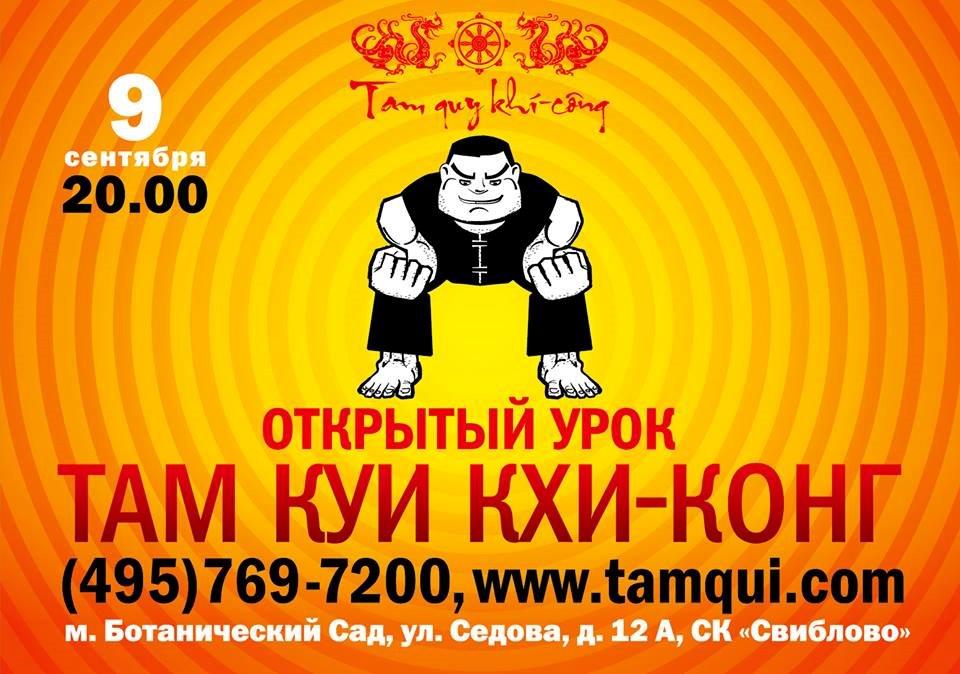 Tam quy khí-công
9
сентября
20.00
ОТКРЫТЫЙ УРОК
ТАМ КУИ КХИ-КОНГ
(495)769-7200, www.tamqui.com
м. Ботанический Сад, ул. Седова, д. 12 А, СК «Свиблово»